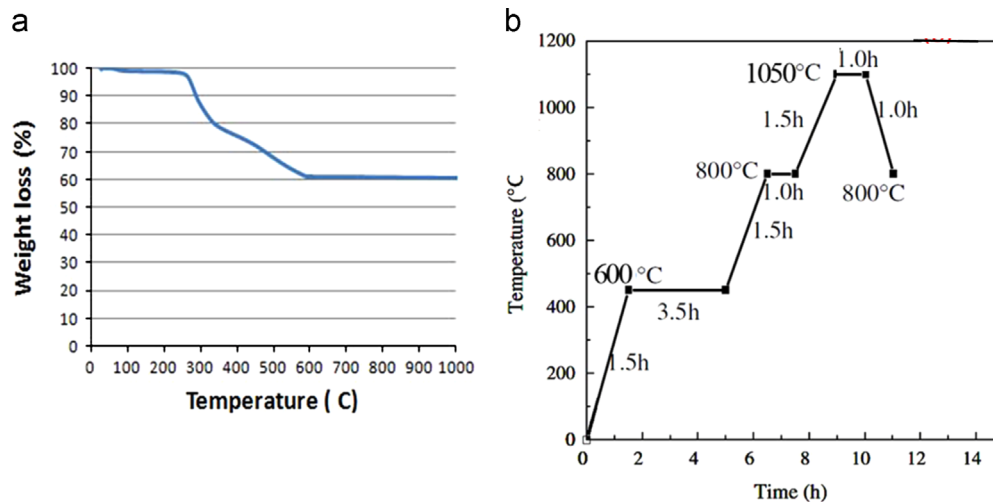 a
100
90
80
70
60
50
40
30
20
10
0
0 100 200 300 400 500 600 700 800 900 1000
Weight loss (%)
Temperature ( C)
b
1200
1000
800
600
400
200
0
0 2 4 6 8 10 12 14
Temperature (°C
Time (h)
1.5h
600°C
3.5h
1.5h
800°C
1.0h
1.5h
1050°C
1.0h
1.0h
800°C